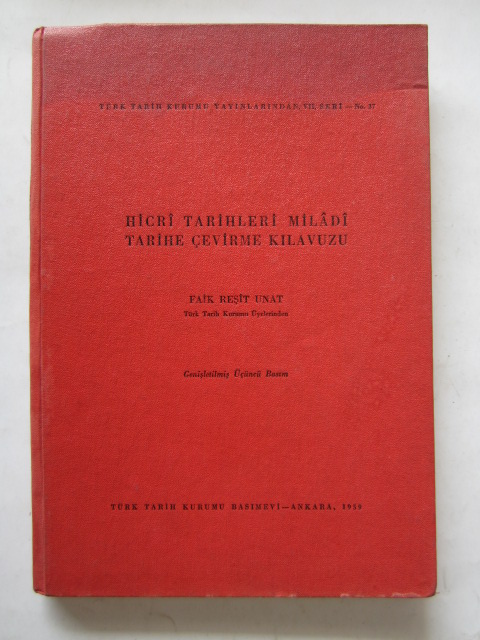 TÜRK TARİH KURUMU YAYINLARINDAN, VII. SERİ — No. 37
HİCRÎ TARİHLERİ MİLÂDÎ
TARİHE ÇEVİRME KILAVUZU
FAİK REŞİT UNAT
Türk Tarih Kurumu Üyelerinden
Genişletilmiş Üçüncü Basım
TÜRK TARİH KURUMU BASIMEVİ—ANKARA, 1959